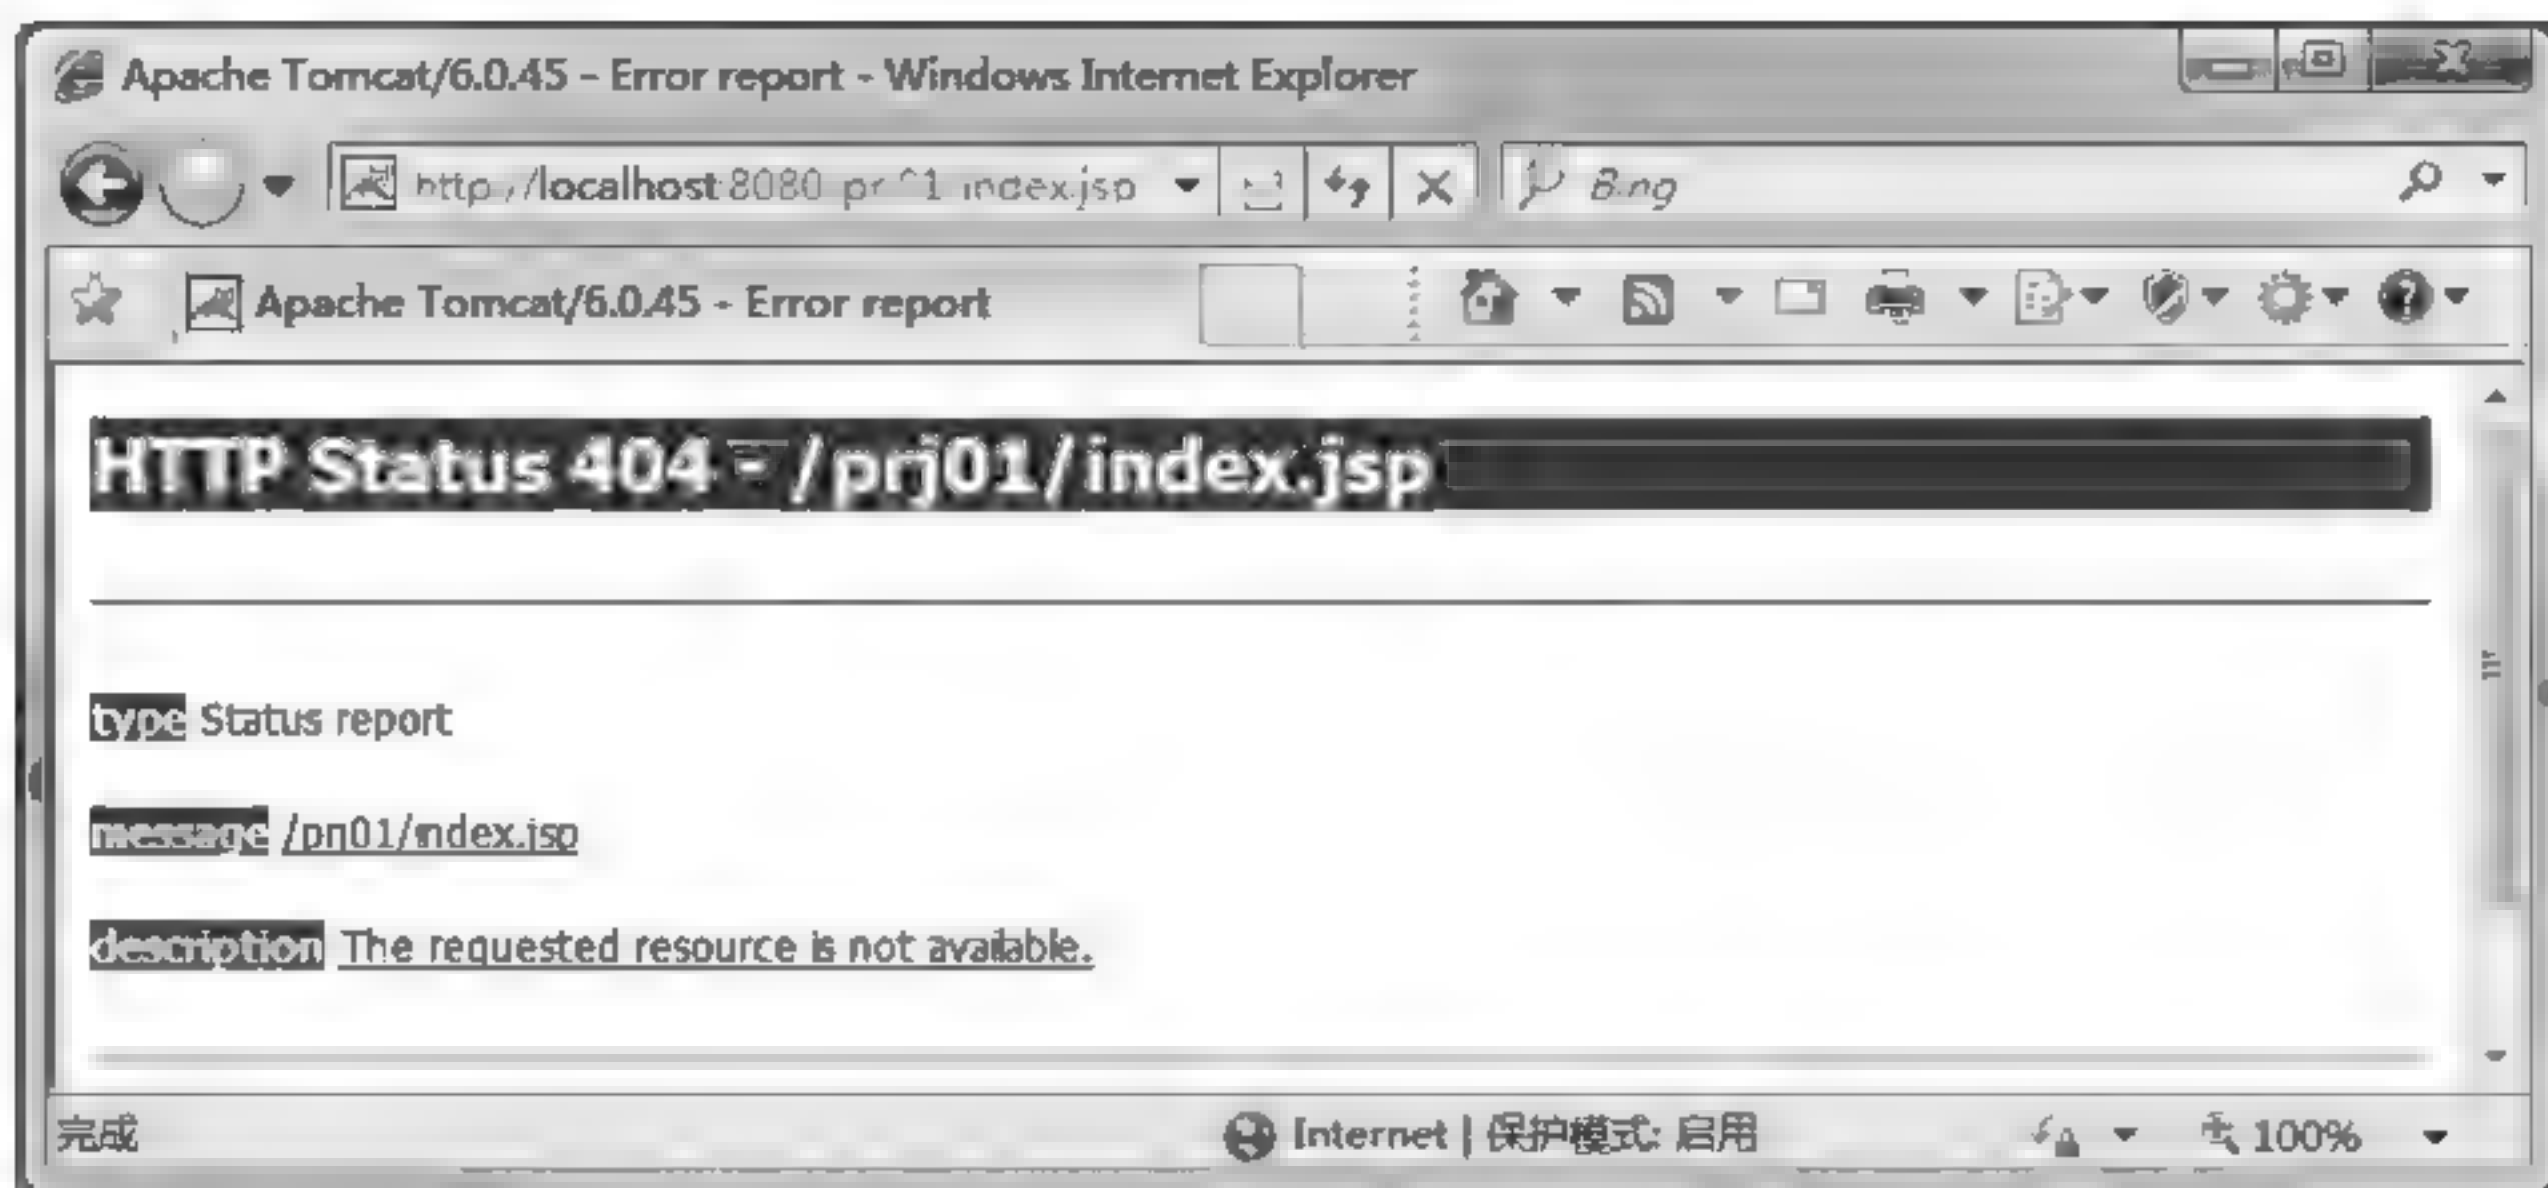 Apache Tomcat/6.0.45 - Error report - Windows Internet Explorer
http://localhost:8080 index.jsp
Bing
Apache Tomcat/6.0.45 - Error report
HTTP Status 404 - /prj01/index.jsp
type Status report
message /prj01/index.jsp
description The requested resource is not available.
完成 Internet | 保护模式: 启用 100%